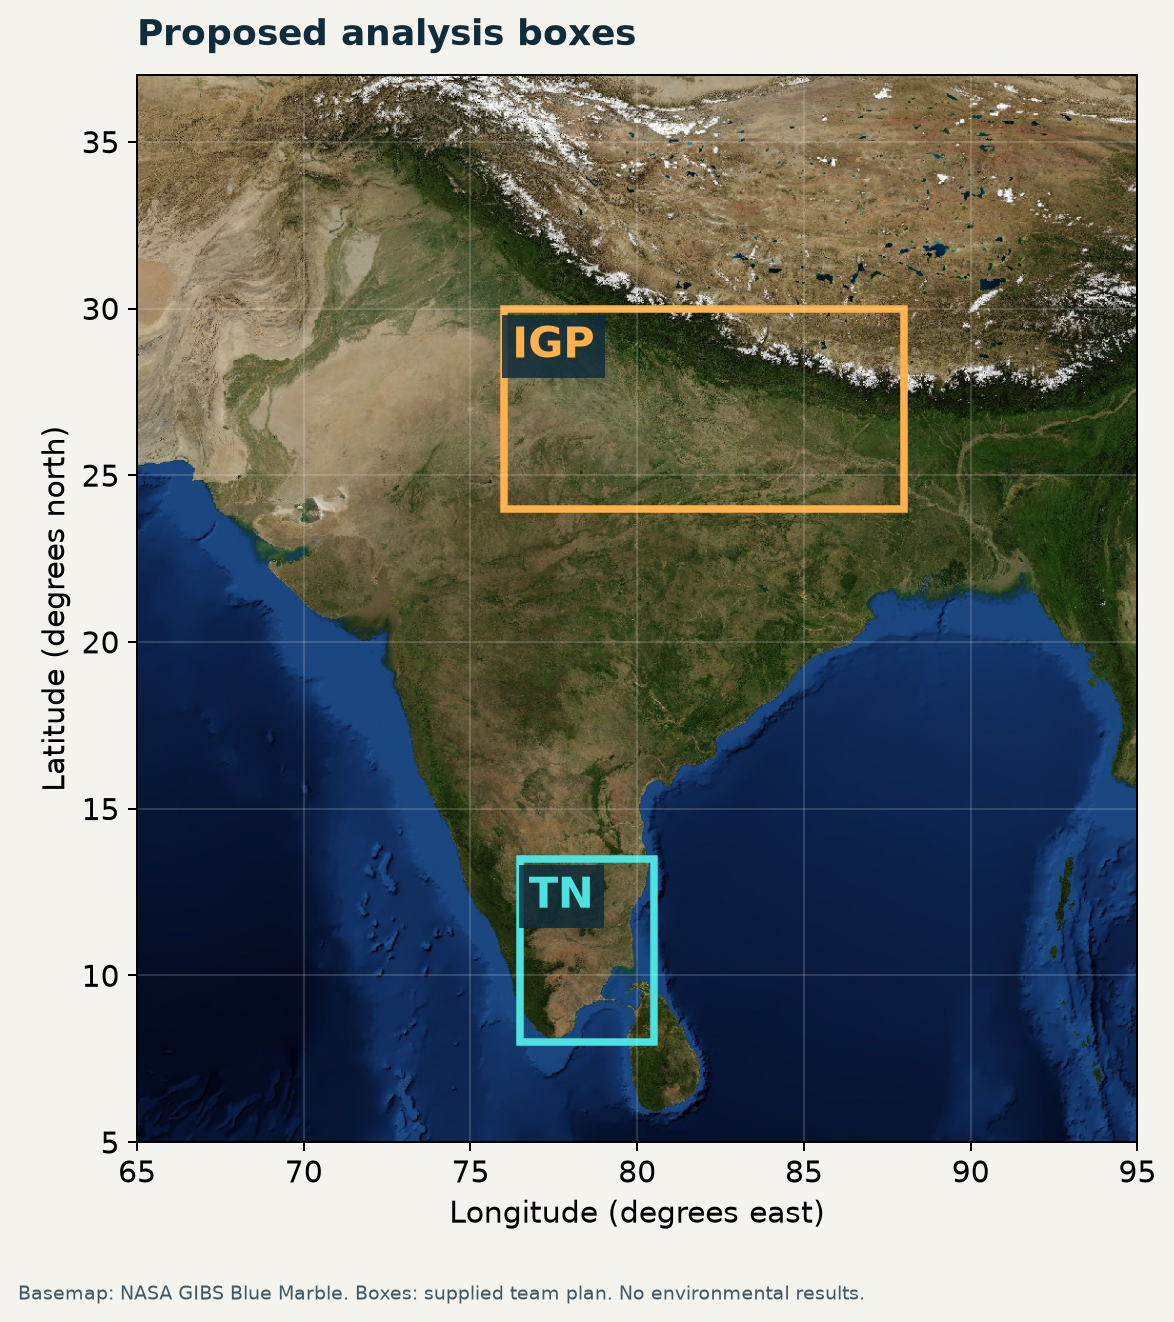 Proposed analysis boxes
35
30
25
20
15
10
5
Latitude (degrees north)
IGP
TN
65 70 75 80 85 90 95
Longitude (degrees east)
Basemap: NASA GIBS Blue Marble. Boxes: supplied team plan. No environmental results.